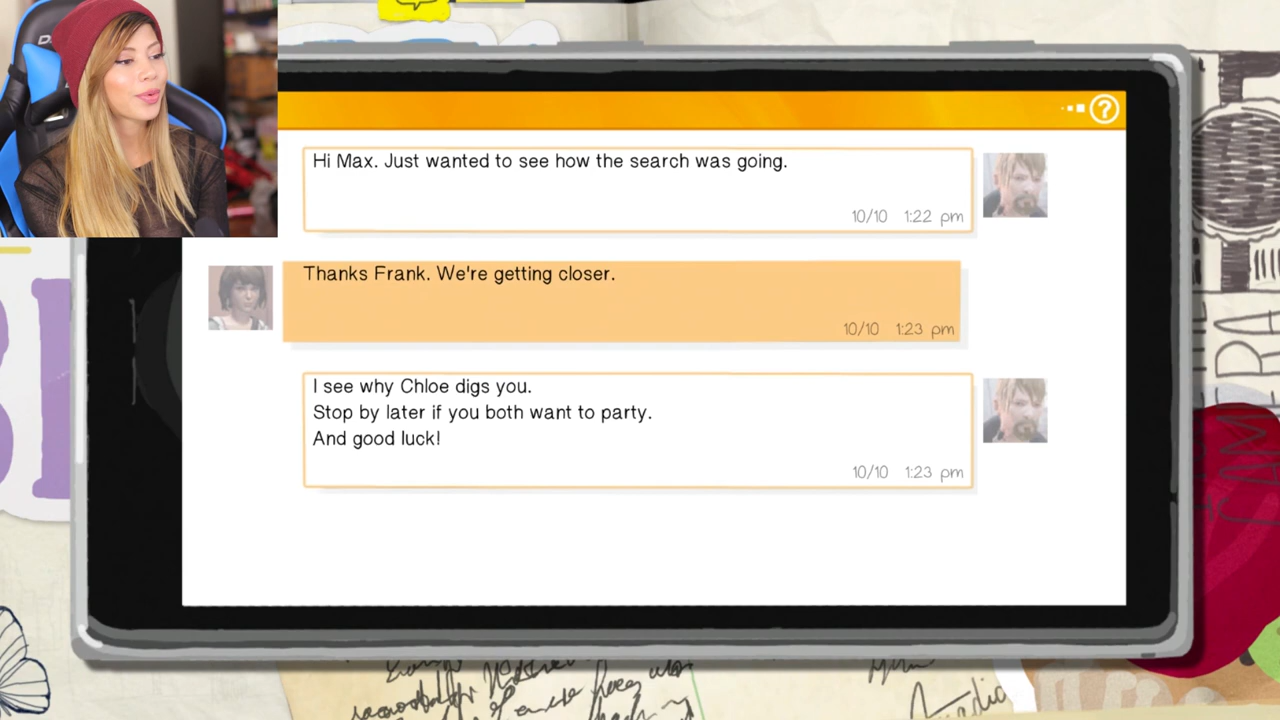 Hi Max. Just wanted to see how the search was going.
10/10 1:22 pm
Thanks Frank. We're getting closer.
10/10 1:23 pm
I see why Chloe digs you.
Stop by later if you both want to party.
And good luck!
10/10 1:23 pm